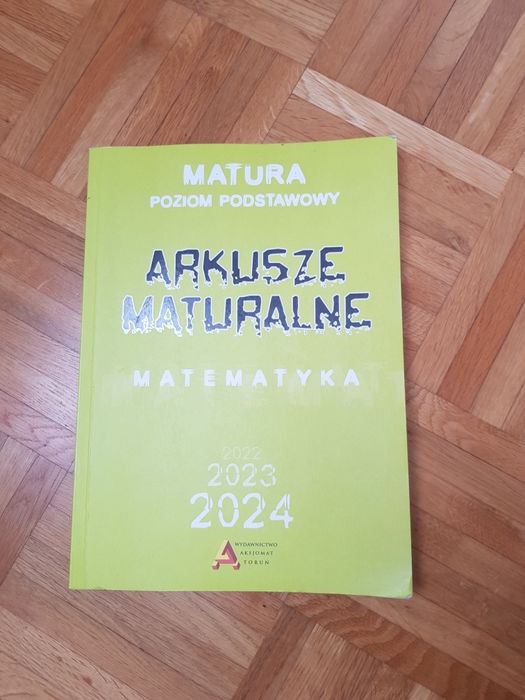 MATURA
POZIOM PODSTAWOWY
ARKUSZE
MATURALNE
MATEMATYKA
2022
2023
2024
WYDAWNICTWO
AKSJOMAT
TORUŃ